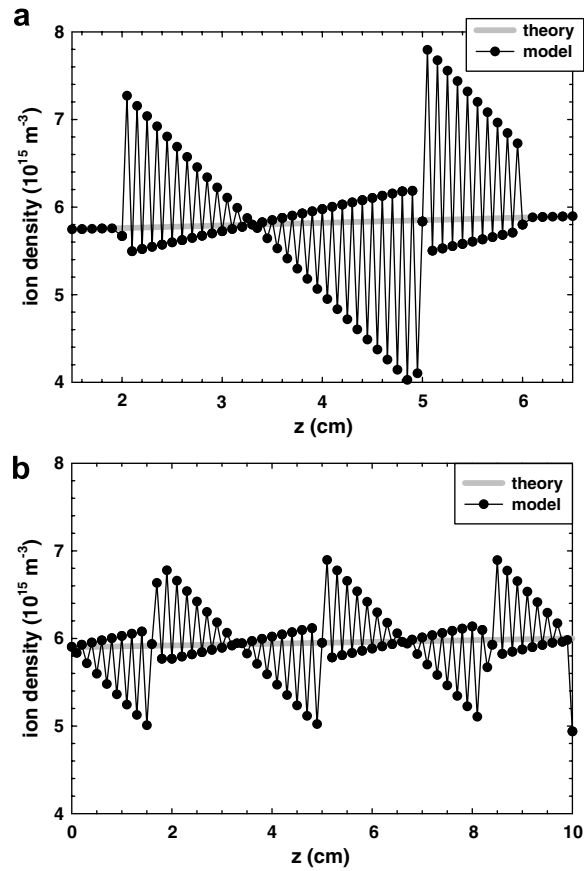 a
theory
model
8
7
6
5
4
ion density (10¹⁵ m⁻³)
2 3 4 5 6
z (cm)
b
theory
model
8
7
6
5
4
ion density (10¹⁵ m⁻³)
0 2 4 6 8 10
z (cm)